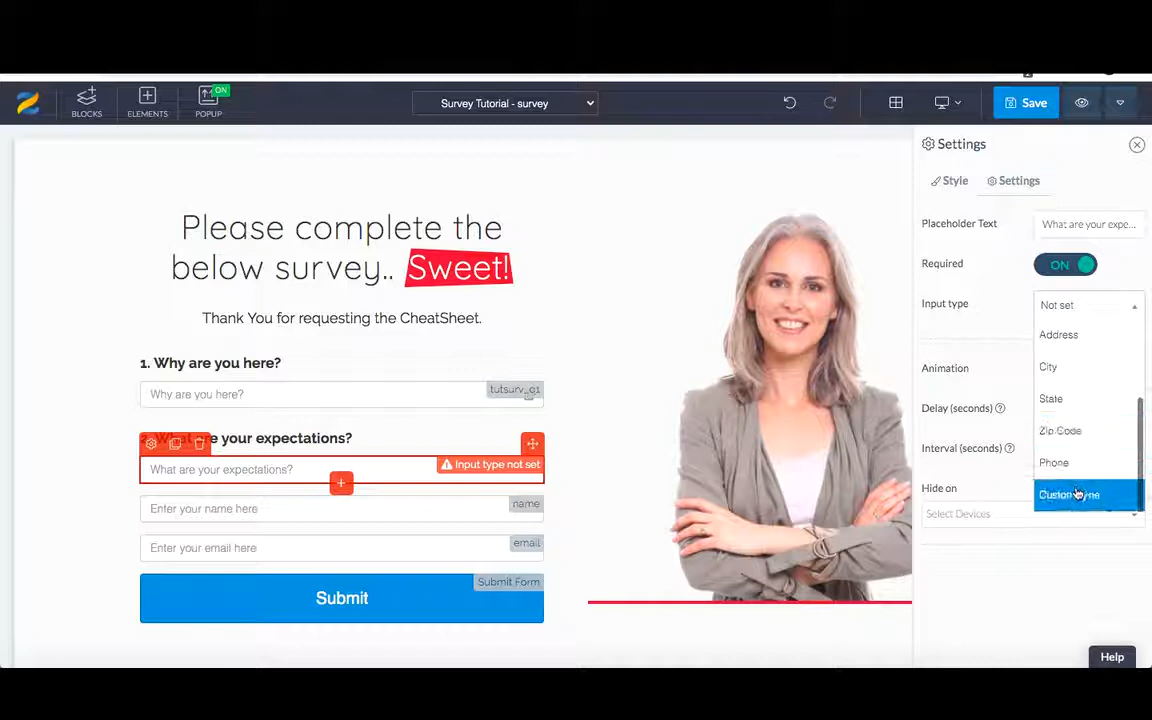 BLOCKS
ELEMENTS
ON
POPUP
Survey Tutorial - survey
Save
Settings
Style
Settings
Placeholder Text
What are your expe...
Required
ON
Input type
Not set
Address
City
State
Zip Code
Phone
Animation
Delay (seconds)
Interval (seconds)
Hide on
Select Devices
Please complete the
below survey.. Sweet!
Thank You for requesting the CheatSheet.
1. Why are you here?
Why are you here?
tutsurv_q1
your expectations?
What are your expectations?
Input type not set
Enter your name here
name
Enter your email here
email
Submit Form
Submit
Help